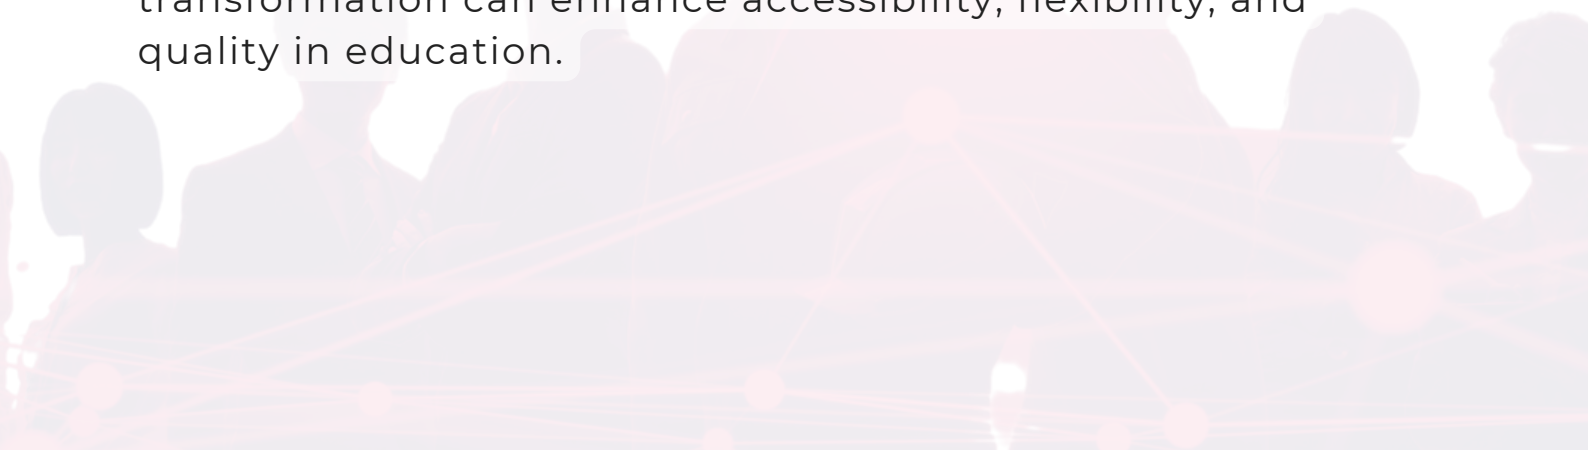 transformation can enhance accessibility, flexibility, and
quality in education.